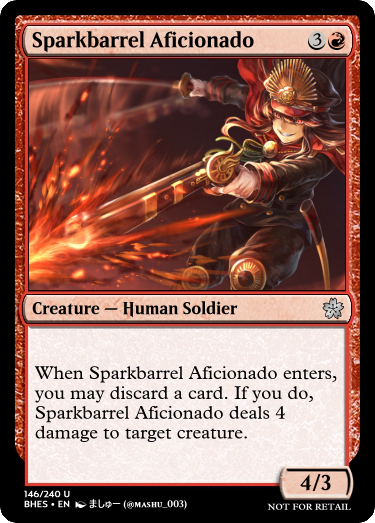 Sparkbarrel Aficionado 3
Creature — Human Soldier
When Sparkbarrel Aficionado enters,
you may discard a card. If you do,
Sparkbarrel Aficionado deals 4
damage to target creature.
4/3
146/240 U
BHES • EN ましゅー (@MASHU_003)
NOT FOR RETAIL